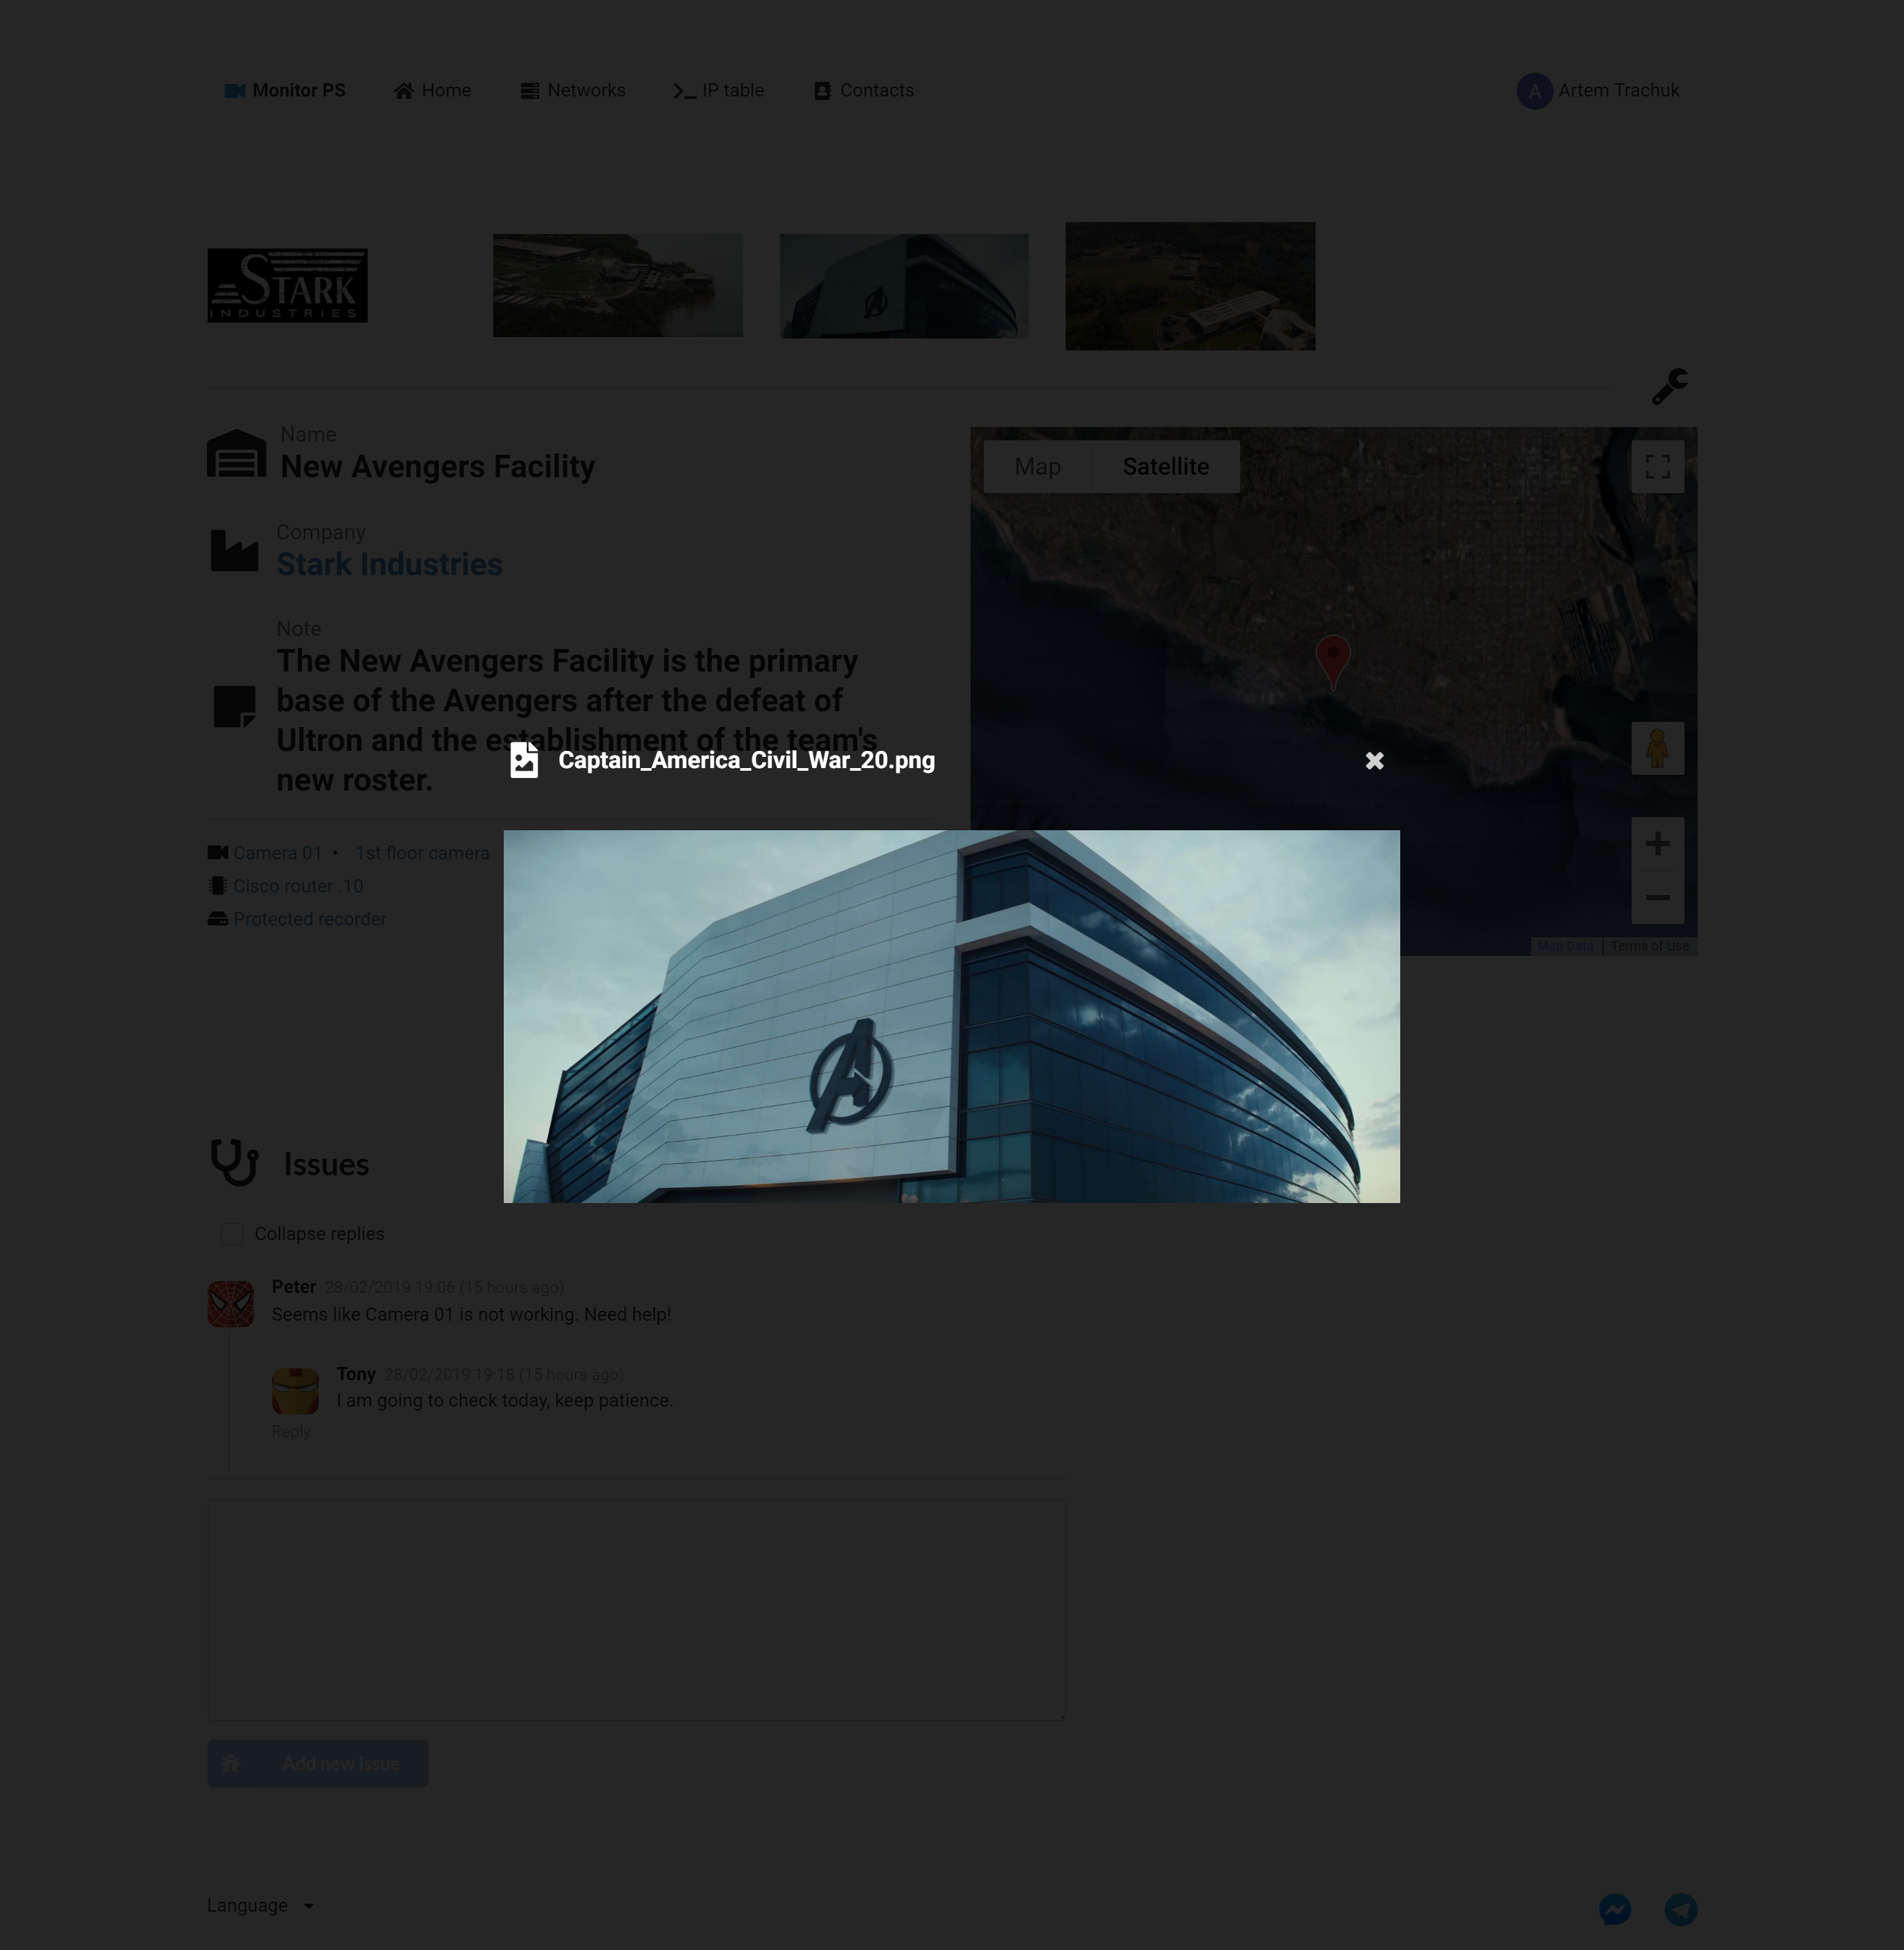 Monitor PS
Home
Networks
IP table
Contacts
A
Artem Trachuk
STARK
INDUSTRIES
Name
New Avengers Facility
Company
Stark Industries
Note
The New Avengers Facility is the primary
base of the Avengers after the defeat of
Ultron and the establishment of the team's
new roster.
Map
Satellite
Captain_America_Civil_War_20.png
Camera 01 • 1st floor camera
Cisco router .10
Protected recorder
Map Data
Terms of Use
A
Issues
Collapse replies
Peter 28/02/2019 19:06 (15 hours ago)
Seems like Camera 01 is not working. Need help!
Tony 28/02/2019 19:18 (15 hours ago)
I am going to check today, keep patience.
Reply
Add new issue
Language